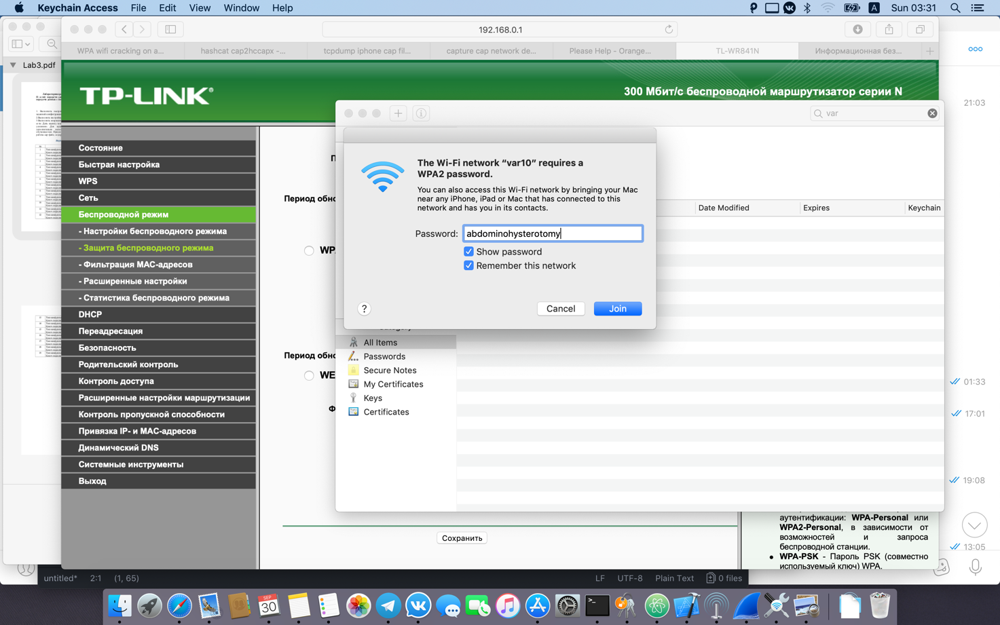 Keychain Access File Edit View Window Help
Sun 03:31
192.168.0.1
WPA wifi cracking on a...
hashcat cap2hccapx -...
tcpdump iphone cap fil...
capture cap network de...
Please Help - Orange...
TL-WR841N
Информационная без...
Lab3.pdf
TP-LINK®
300 Мбит/с беспроводной маршрутизатор серии N
21:03
var
Состояние
Быстрая настройка
WPS
Сеть
Беспроводной режим
- Настройки беспроводного режима
- Защита беспроводного режима
- Фильтрация MAC-адресов
- Расширенные настройки
- Статистика беспроводного режима
DHCP
Переадресация
Безопасность
Родительский контроль
Контроль доступа
Расширенные настройки маршрутизации
Контроль пропускной способности
Привязка IP- и MAC-адресов
Динамический DNS
Системные инструменты
Выход
The Wi-Fi network “var10” requires a
WPA2 password.
You can also access this Wi-Fi network by bringing your Mac
near any iPhone, iPad or Mac that has connected to this
network and has you in its contacts.
Password: abdominohysterotomy
Show password
Remember this network
?
Cancel
Join
Date Modified
Expires
Keychain
Период обно
WPA
Период обно
WE
Ф
All Items
Passwords
Secure Notes
My Certificates
Keys
Certificates
01:33
17:01
19:08
13:05
Сохранить
аутентификации: WPA-Personal или
WPA2-Personal, в зависимости от
возможностей и запроса
беспроводной станции.
• WPA-PSK - Пароль PSK (совместно
используемый ключ) WPA.
untitled* 2:1 (1, 65)
LF UTF-8 Plain Text 0 files
SEP
30